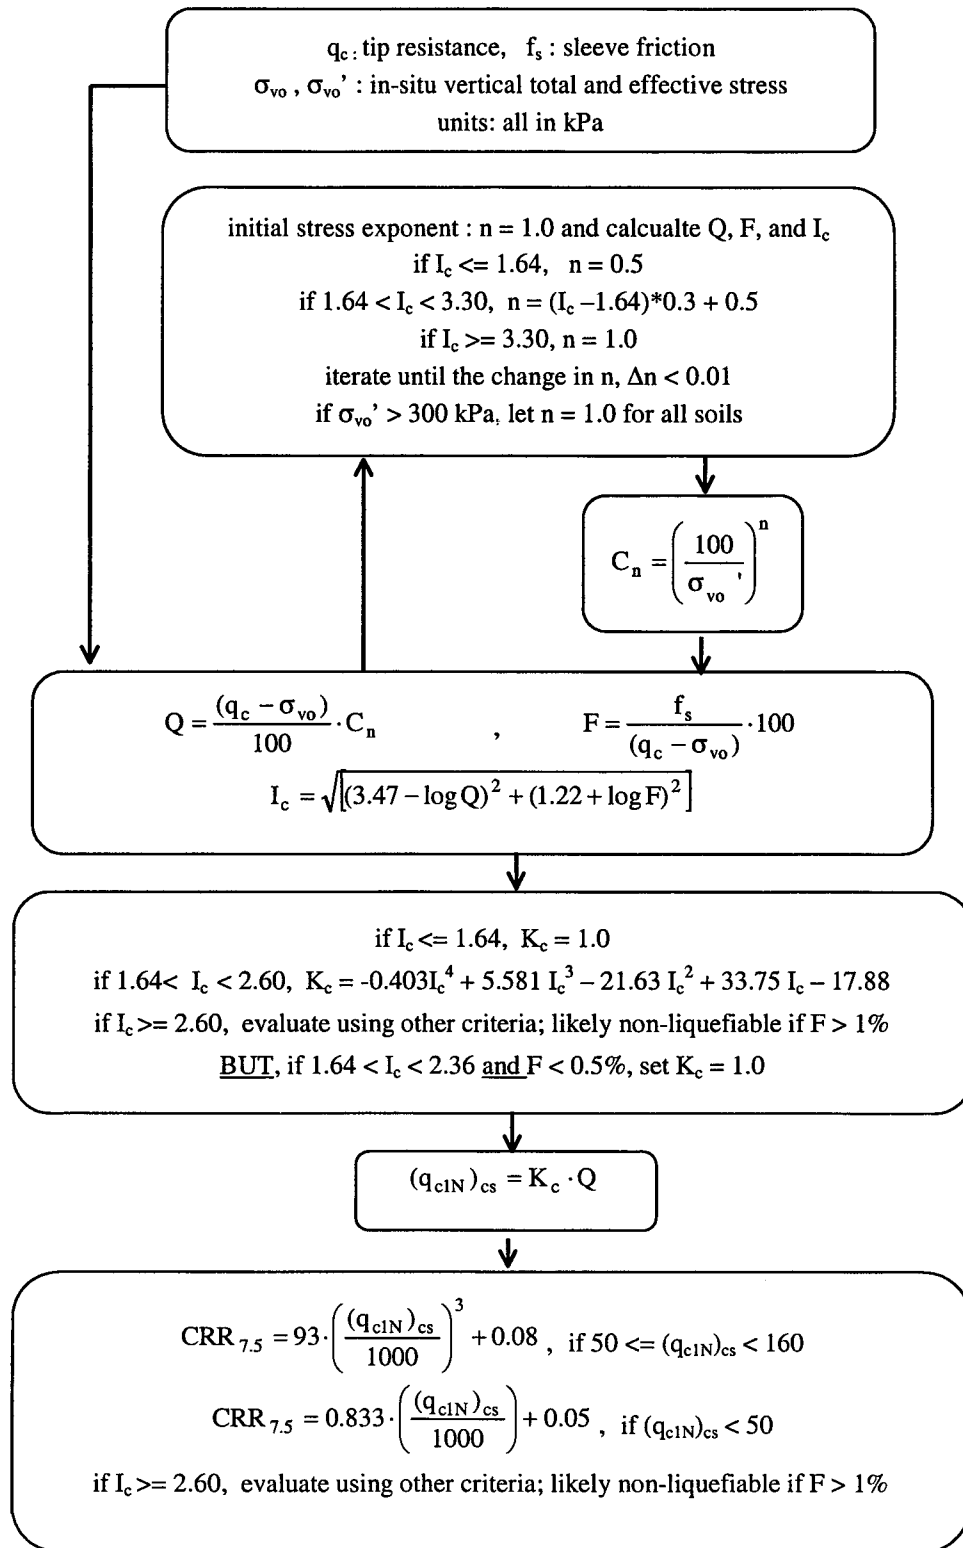 q_c : tip resistance, f_s : sleeve friction
σ_vo , σ_vo' : in-situ vertical total and effective stress
units: all in kPa
initial stress exponent : n = 1.0 and calcualte Q, F, and I_c
if I_c <= 1.64, n = 0.5
if 1.64 < I_c < 3.30, n = (I_c –1.64)*0.3 + 0.5
if I_c >= 3.30, n = 1.0
iterate until the change in n, Δn < 0.01
if σ_vo' > 300 kPa, let n = 1.0 for all soils
C_n = (100 / σ_vo')^n
Q = (q_c − σ_vo) / 100 · C_n , F = f_s / (q_c − σ_vo) · 100
I_c = √[(3.47 − log Q)^2 + (1.22 + log F)^2]
if I_c <= 1.64, K_c = 1.0
if 1.64< I_c < 2.60, K_c = -0.403I_c^4 + 5.581 I_c^3 – 21.63 I_c^2 + 33.75 I_c – 17.88
if I_c >= 2.60, evaluate using other criteria; likely non-liquefiable if F > 1%
BUT, if 1.64 < I_c < 2.36 and F < 0.5%, set K_c = 1.0
(q_c1N)_cs = K_c · Q
CRR_7.5 = 93 · ((q_c1N)_cs / 1000)^3 + 0.08 , if 50 <= (q_c1N)_cs < 160
CRR_7.5 = 0.833 · ((q_c1N)_cs / 1000) + 0.05 , if (q_c1N)_cs < 50
if I_c >= 2.60, evaluate using other criteria; likely non-liquefiable if F > 1%